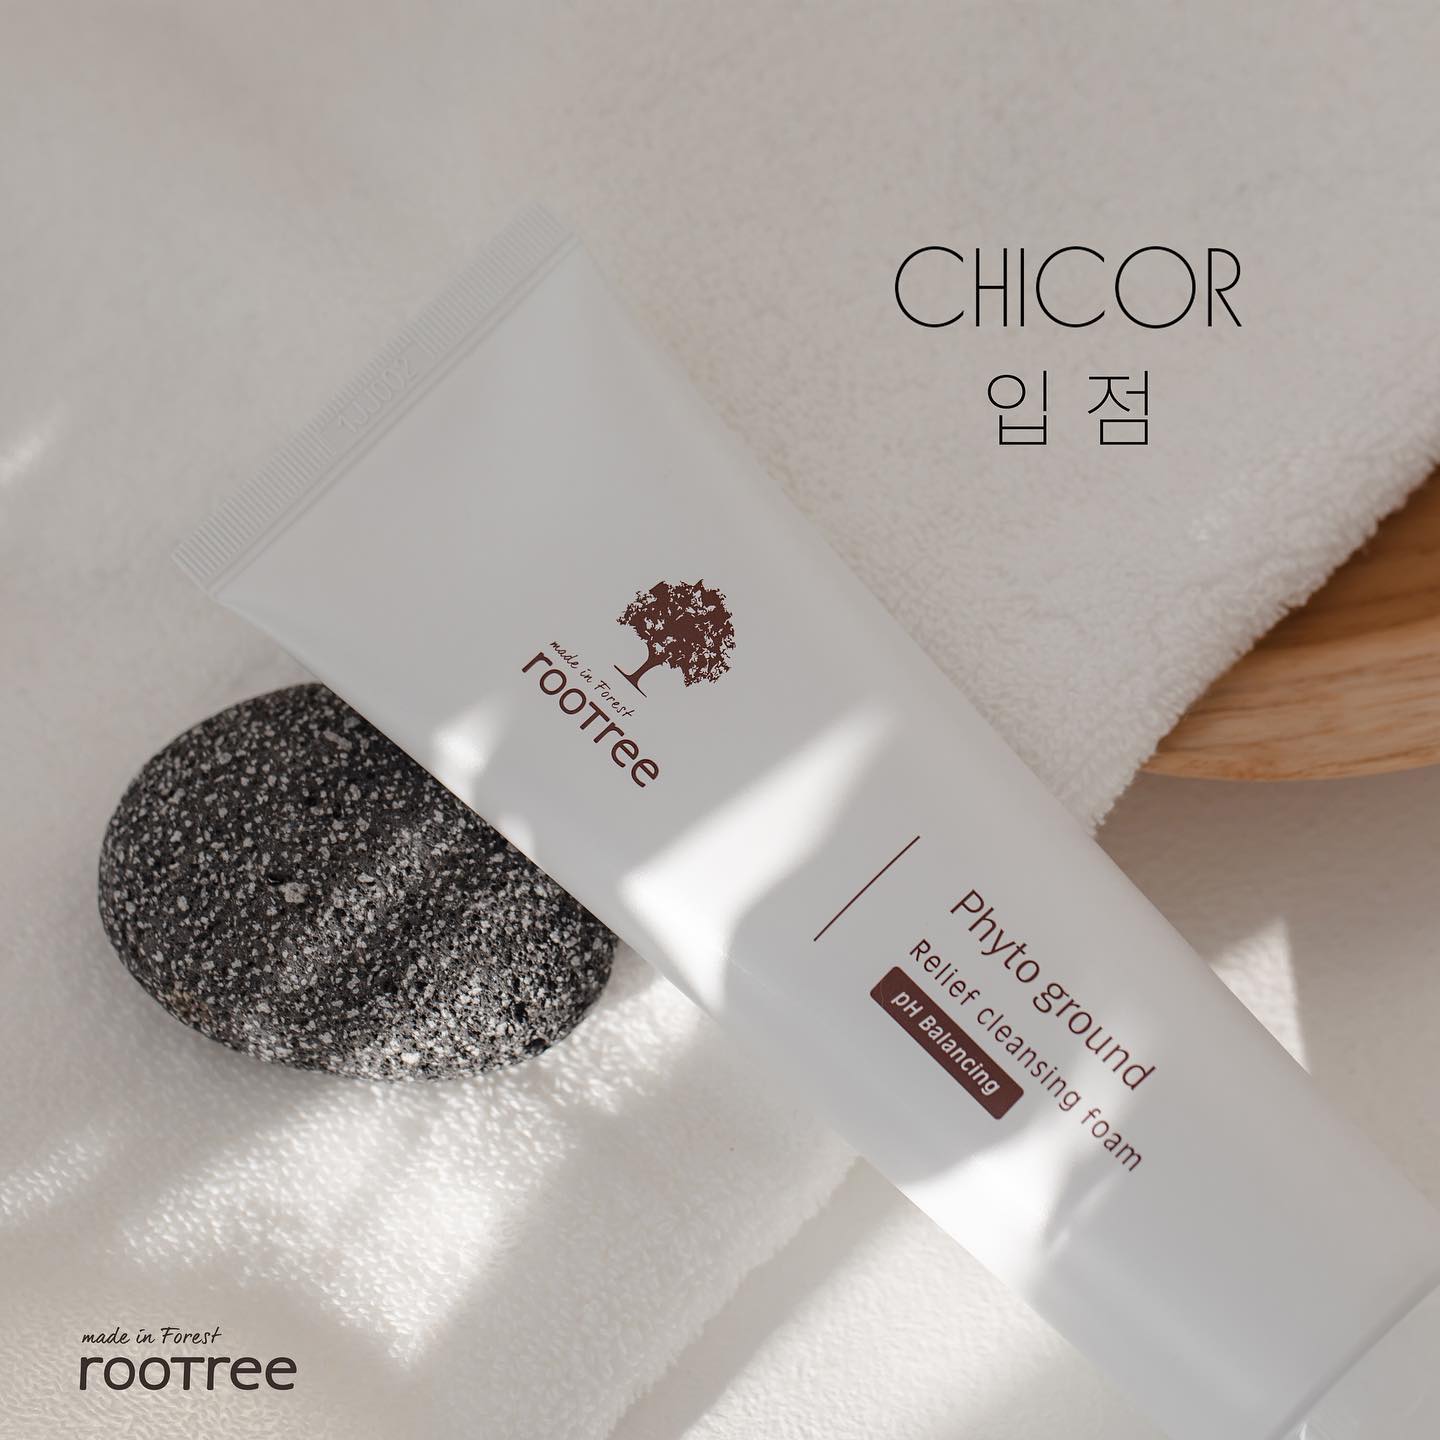 CHICOR
입점
made in Forest
rooTree
Phyto ground
Relief cleansing foam
pH Balancing
made in Forest
rooTree